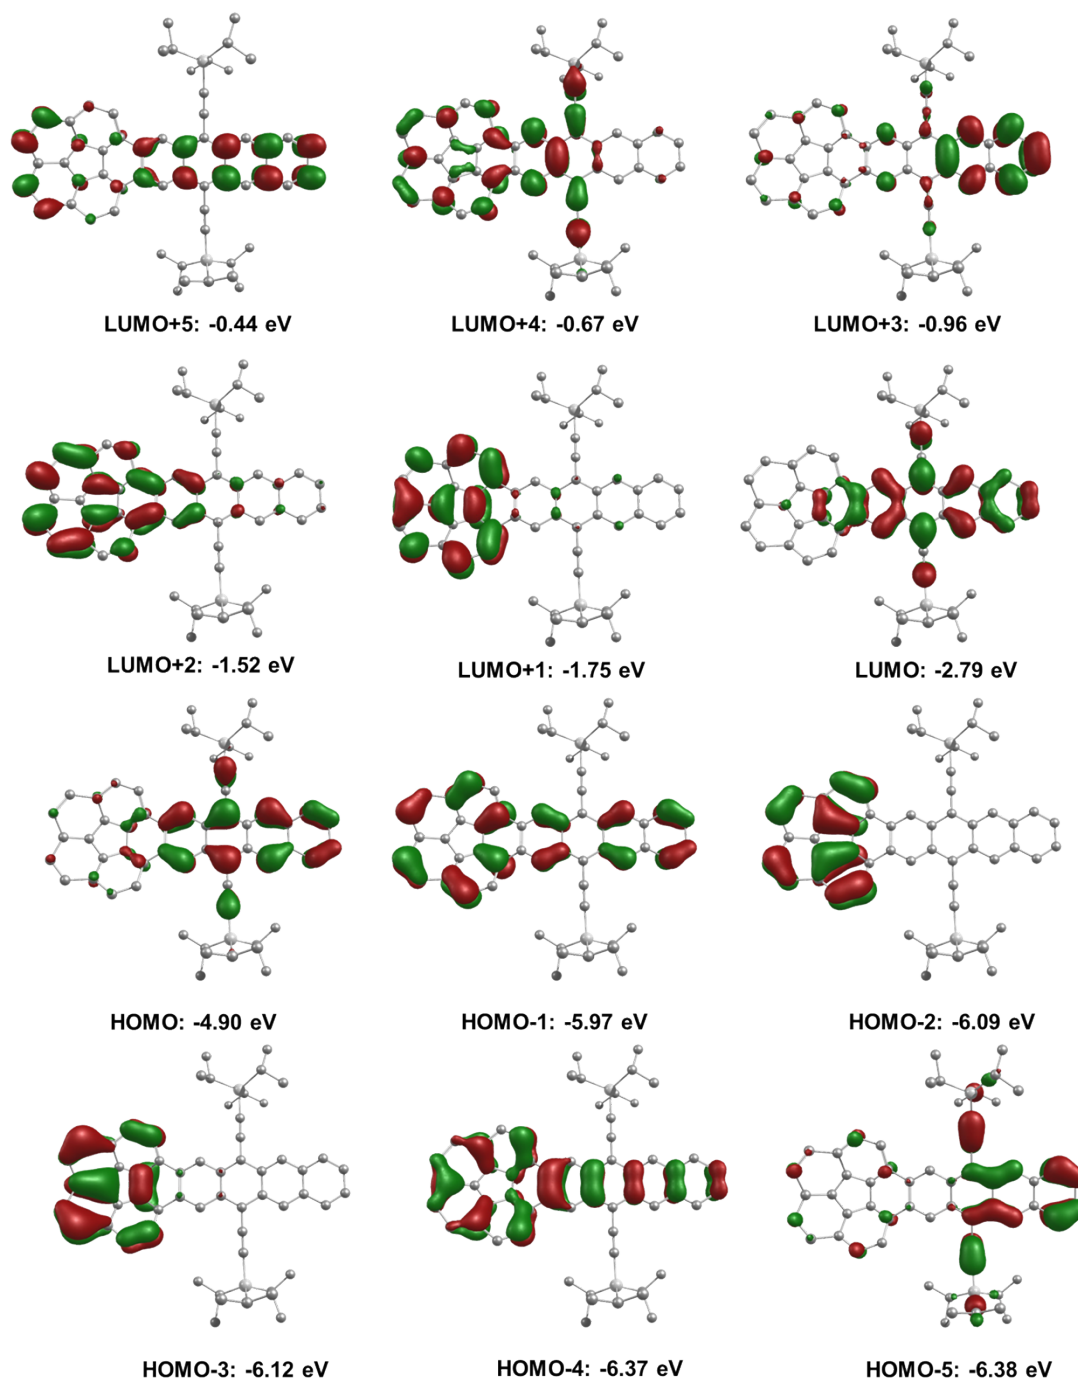 LUMO+5: -0.44 eV
LUMO+4: -0.67 eV
LUMO+3: -0.96 eV
LUMO+2: -1.52 eV
LUMO+1: -1.75 eV
LUMO: -2.79 eV
HOMO: -4.90 eV
HOMO-1: -5.97 eV
HOMO-2: -6.09 eV
HOMO-3: -6.12 eV
HOMO-4: -6.37 eV
HOMO-5: -6.38 eV